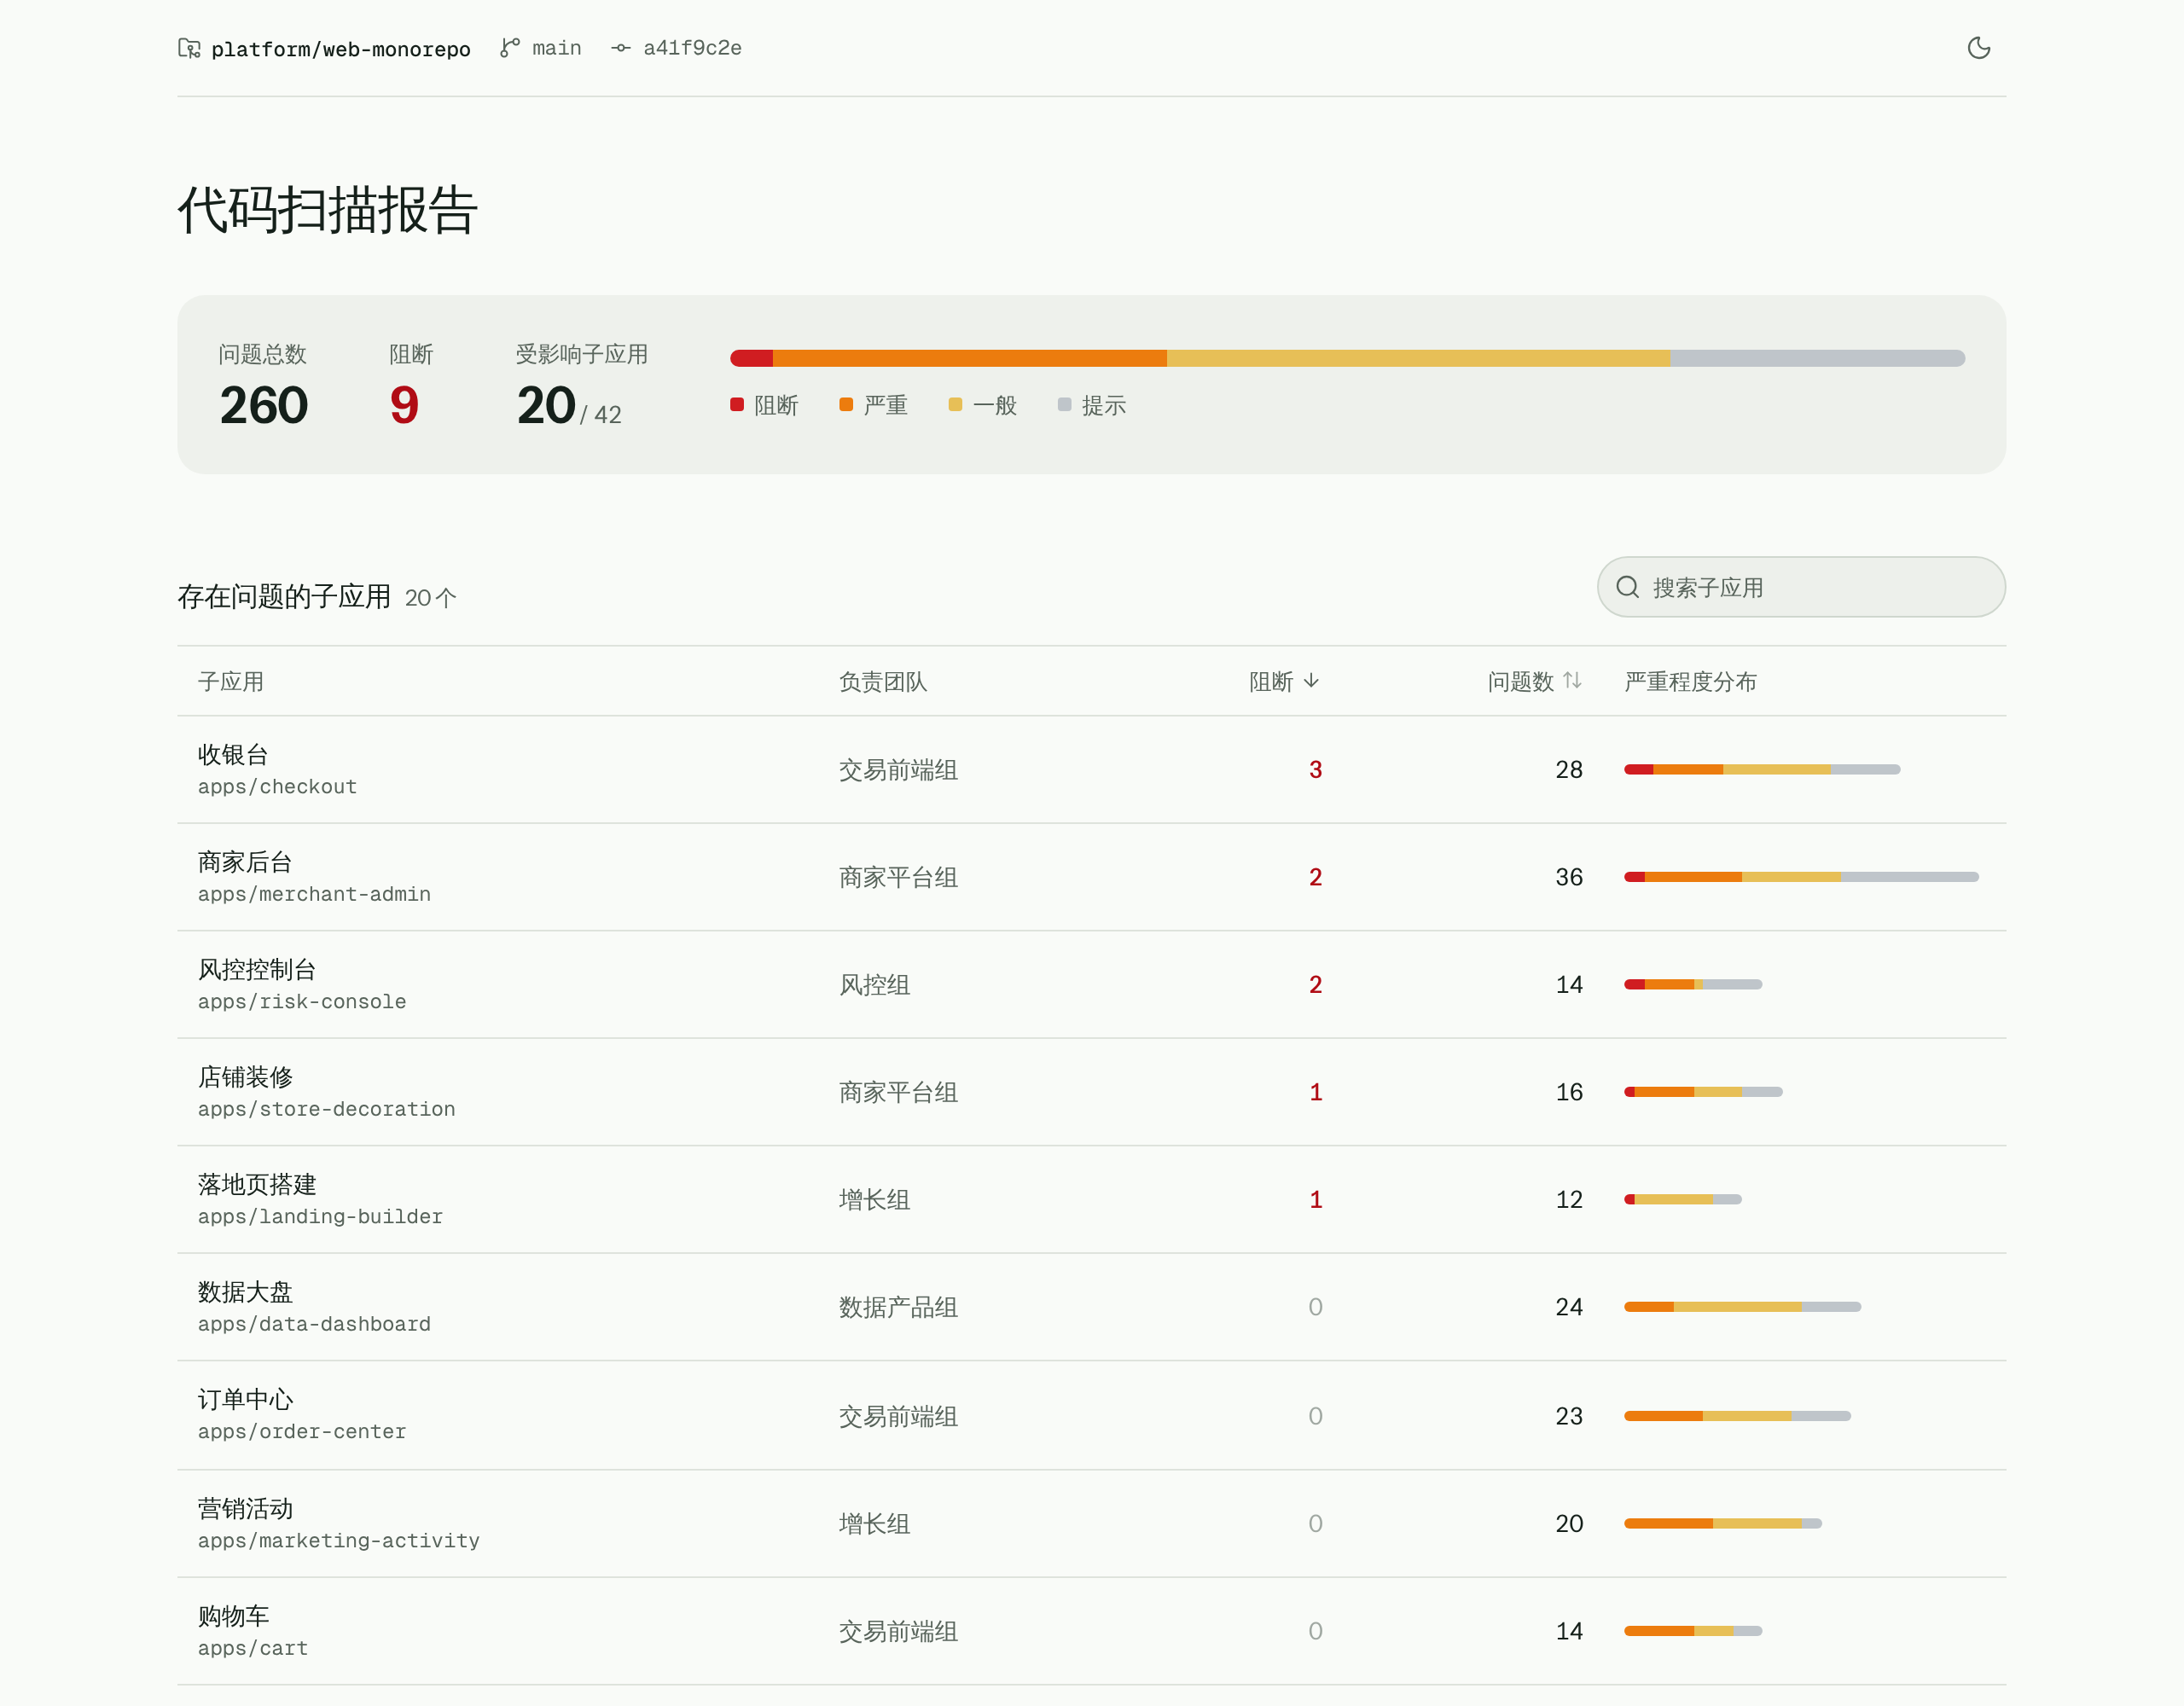 platform/web-monorepo main a41f9c2e
代码扫描报告
问题总数 阻断 受影响子应用
260 9 20 / 42
阻断 严重 一般 提示
存在问题的子应用 20 个
搜索子应用
子应用 负责团队 阻断 问题数 严重程度分布
收银台
apps/checkout
交易前端组 3 28
商家后台
apps/merchant-admin
商家平台组 2 36
风控控制台
apps/risk-console
风控组 2 14
店铺装修
apps/store-decoration
商家平台组 1 16
落地页搭建
apps/landing-builder
增长组 1 12
数据大盘
apps/data-dashboard
数据产品组 0 24
订单中心
apps/order-center
交易前端组 0 23
营销活动
apps/marketing-activity
增长组 0 20
购物车
apps/cart
交易前端组 0 14